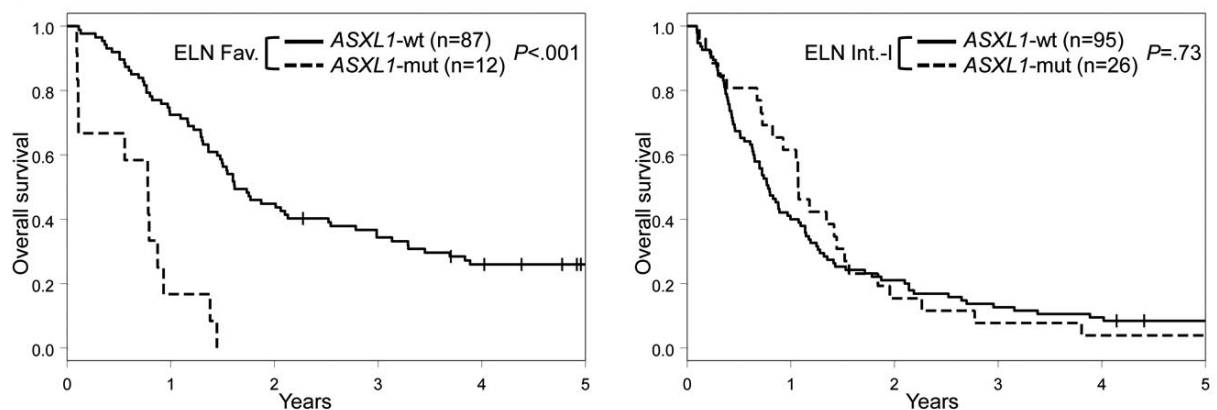 1.0
0.8
0.6
0.4
0.2
0.0
Overall survival
ELN Fav.
ASXL1-wt (n=87)
ASXL1-mut (n=12)
P<.001
0 1 2 3 4 5
Years
1.0
0.8
0.6
0.4
0.2
0.0
Overall survival
ELN Int.-I
ASXL1-wt (n=95)
ASXL1-mut (n=26)
P=.73
0 1 2 3 4 5
Years